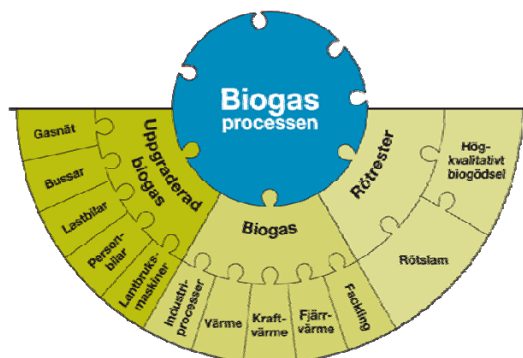 Biogas
processen
Uppgraderad
biogas
Biogas
Rötrester
Gasnät
Bussar
Lastbilar
Person-
bilar
Lantbruks-
maskiner
Industri-
processer
Värme
Kraft-
värme
Fjärr-
värme
Fackling
Rötslam
Hög-
kvalitativt
biogödsel